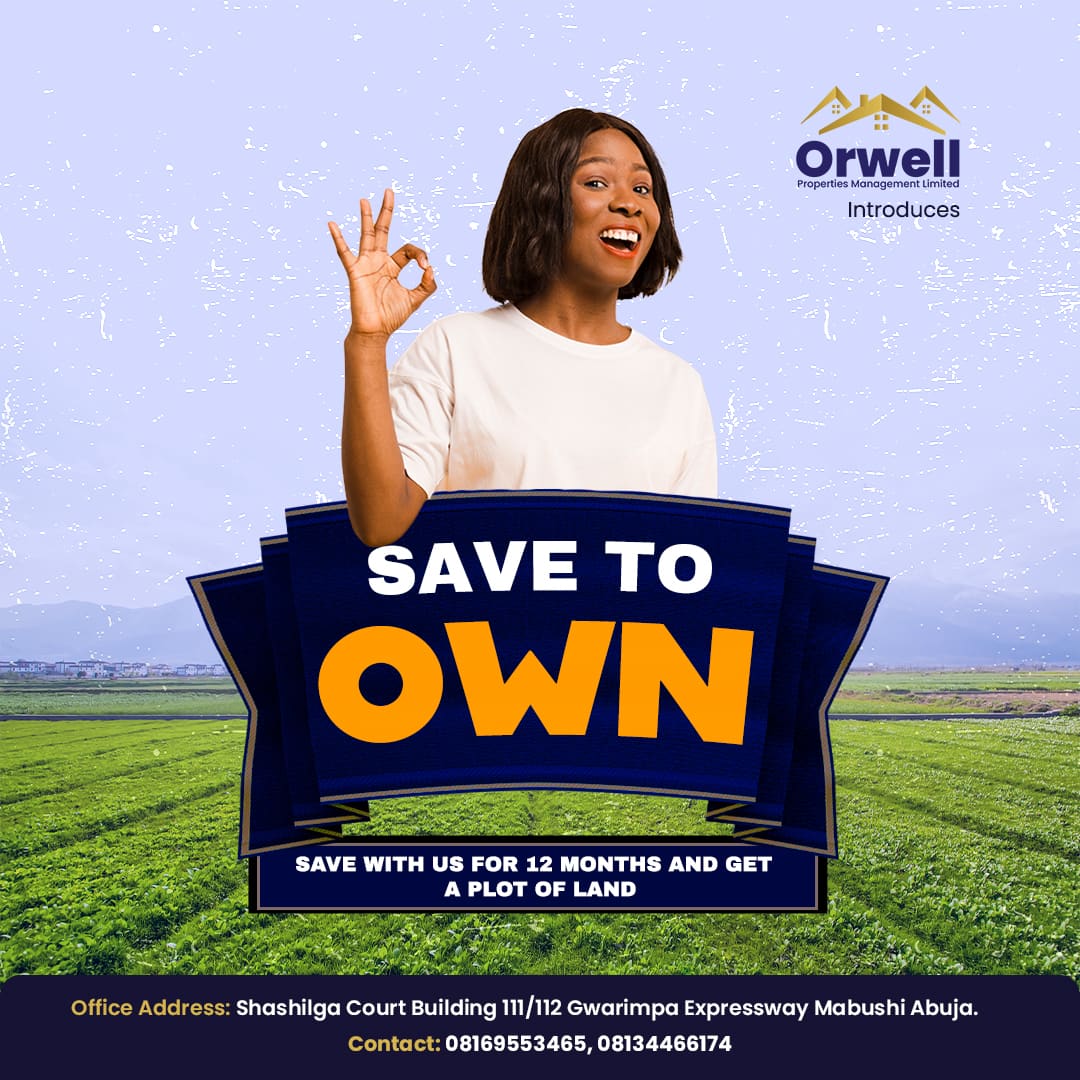 Orwell
Properties Management Limited
Introduces
SAVE TO
OWN
SAVE WITH US FOR 12 MONTHS AND GET
A PLOT OF LAND
Office Address: Shashilga Court Building 111/112 Gwarimpa Expressway Mabushi Abuja.
Contact: 08169553465, 08134466174